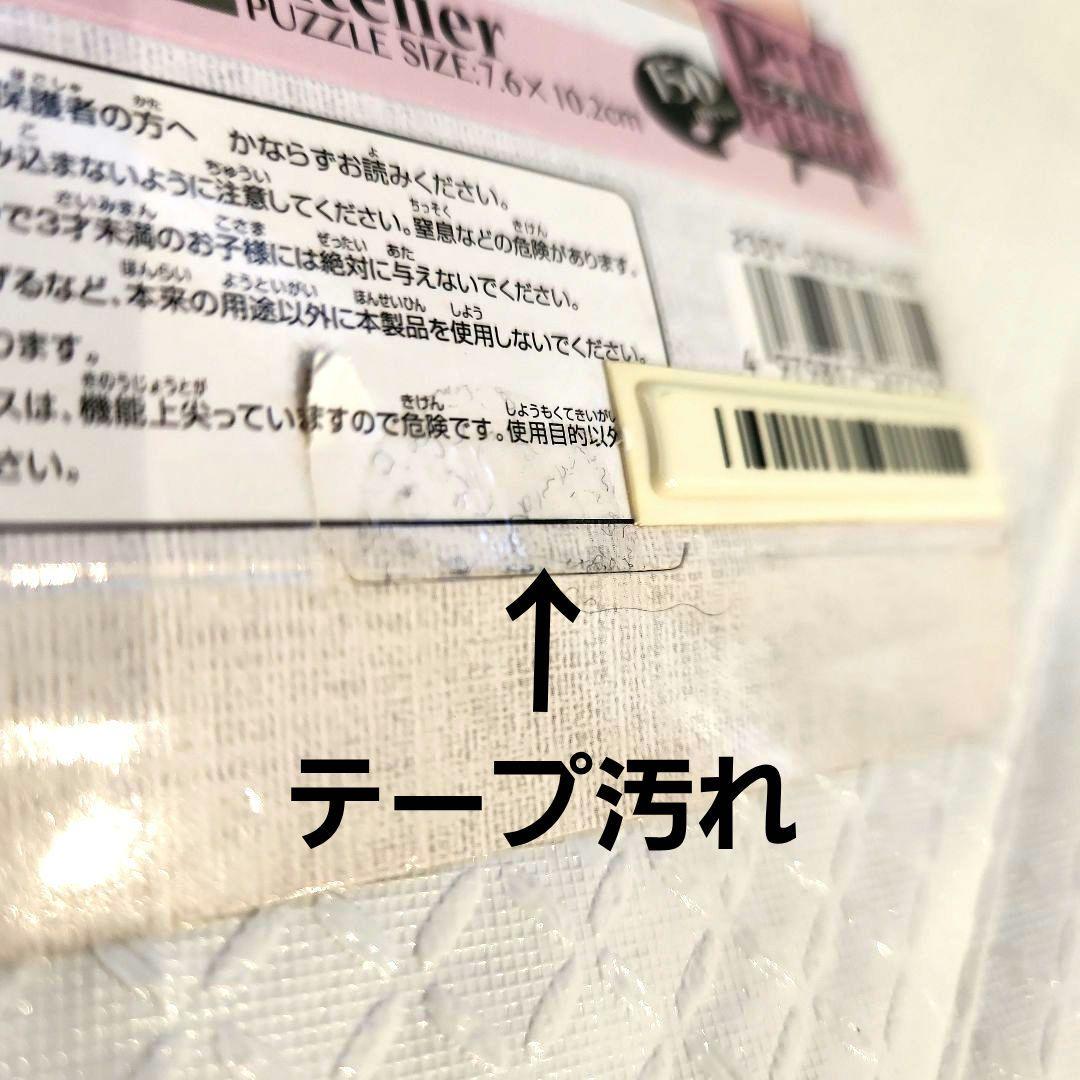 PUZZLE SIZE:7.6×10.2cm
150
保護者の方へ かならずお読みください。
み込まないように注意してください。窒息などの危険があります。
で3才未満のお子様には絶対に与えないでください。
するなど、本来の用途以外に本製品を使用しないでください。
ります。
スは、機能上尖っていますので危険です。使用目的以外
さい。
↑
テープ汚れ